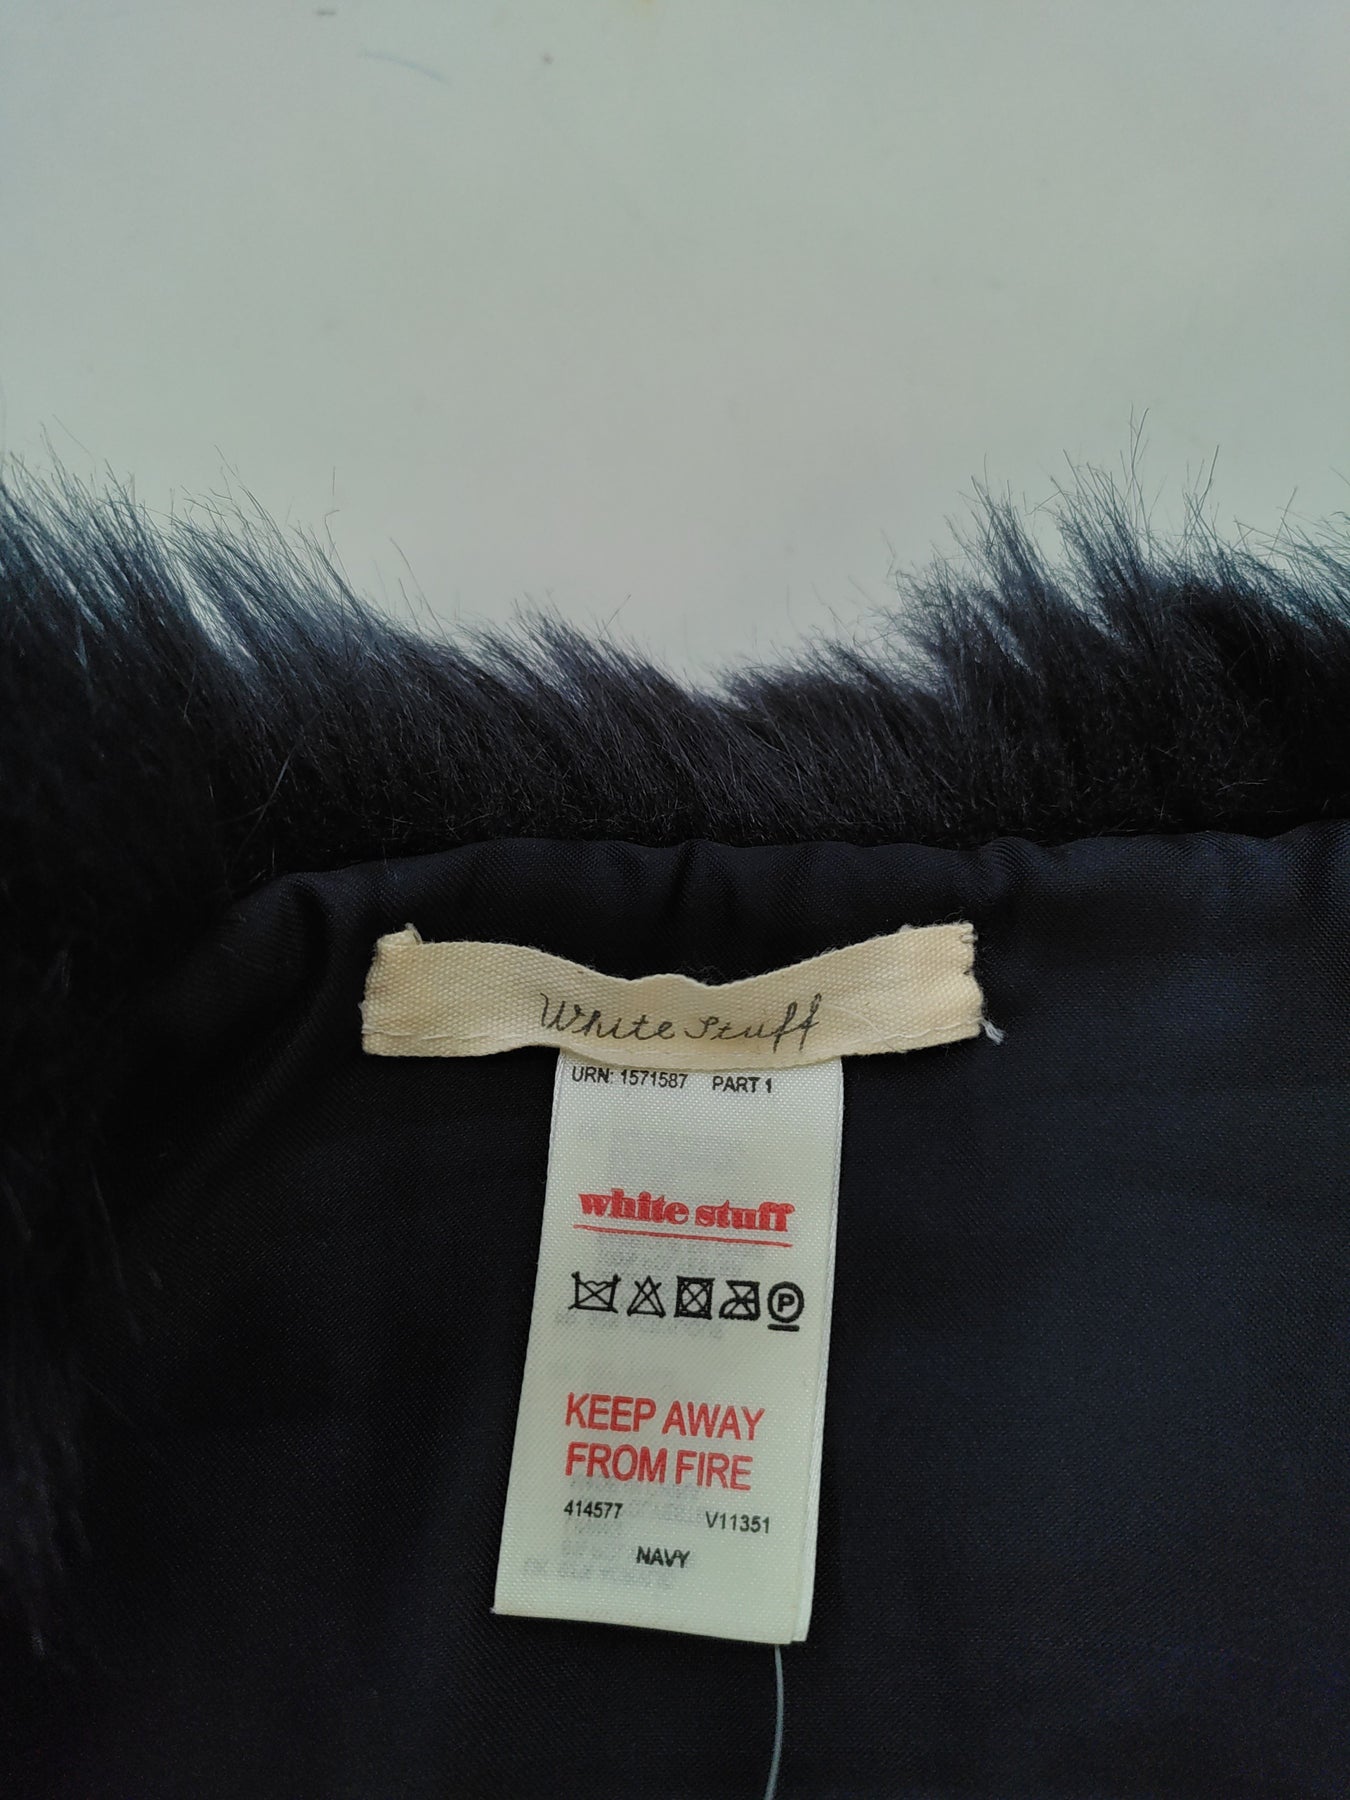 White Stuff
URN: 1571587 PART 1
white stuff
P
KEEP AWAY
FROM FIRE
414577 V11351
NAVY